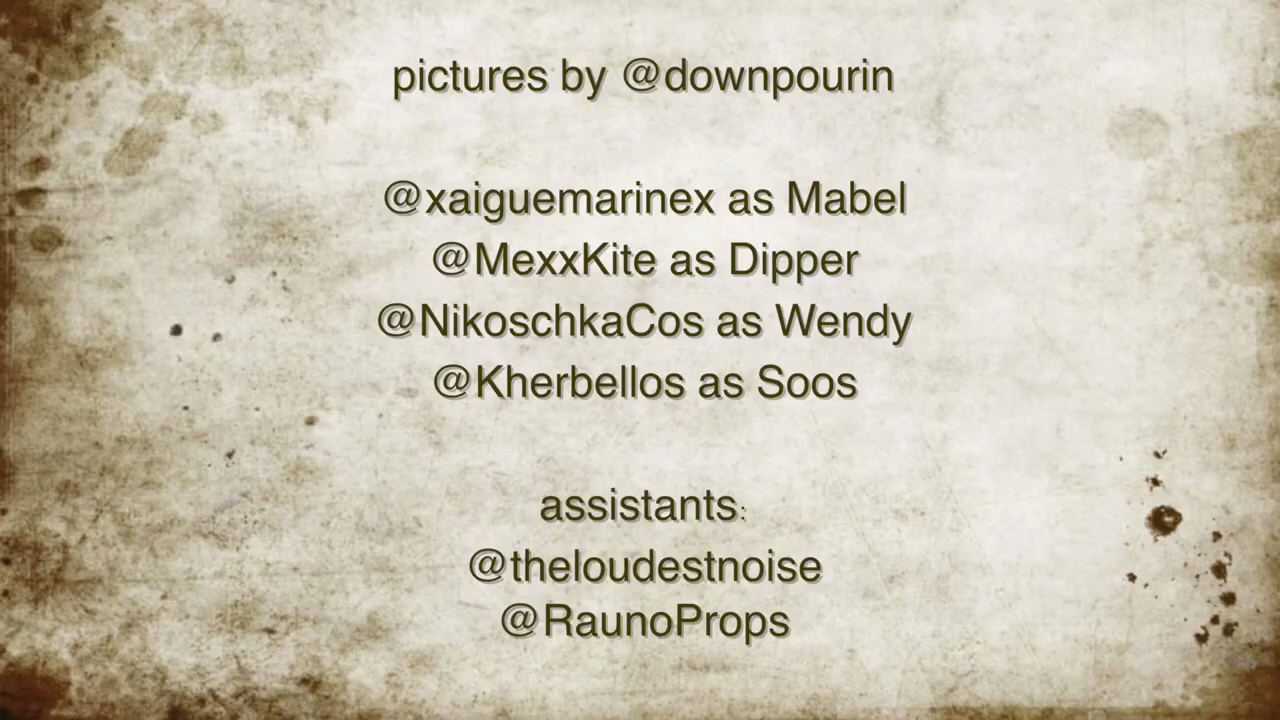 pictures by @downpourin
@xaiguemarinex as Mabel
@MexxKite as Dipper
@NikoschkaCos as Wendy
@Kherbellos as Soos
assistants:
@theloudestnoise
@RaunoProps